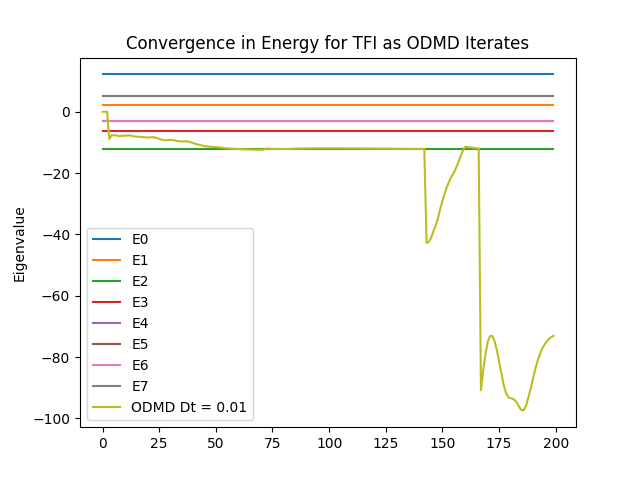 Convergence in Energy for TFI as ODMD Iterates
Eigenvalue
0
−20
−40
−60
−80
−100
E0
E1
E2
E3
E4
E5
E6
E7
ODMD Dt = 0.01
0 25 50 75 100 125 150 175 200